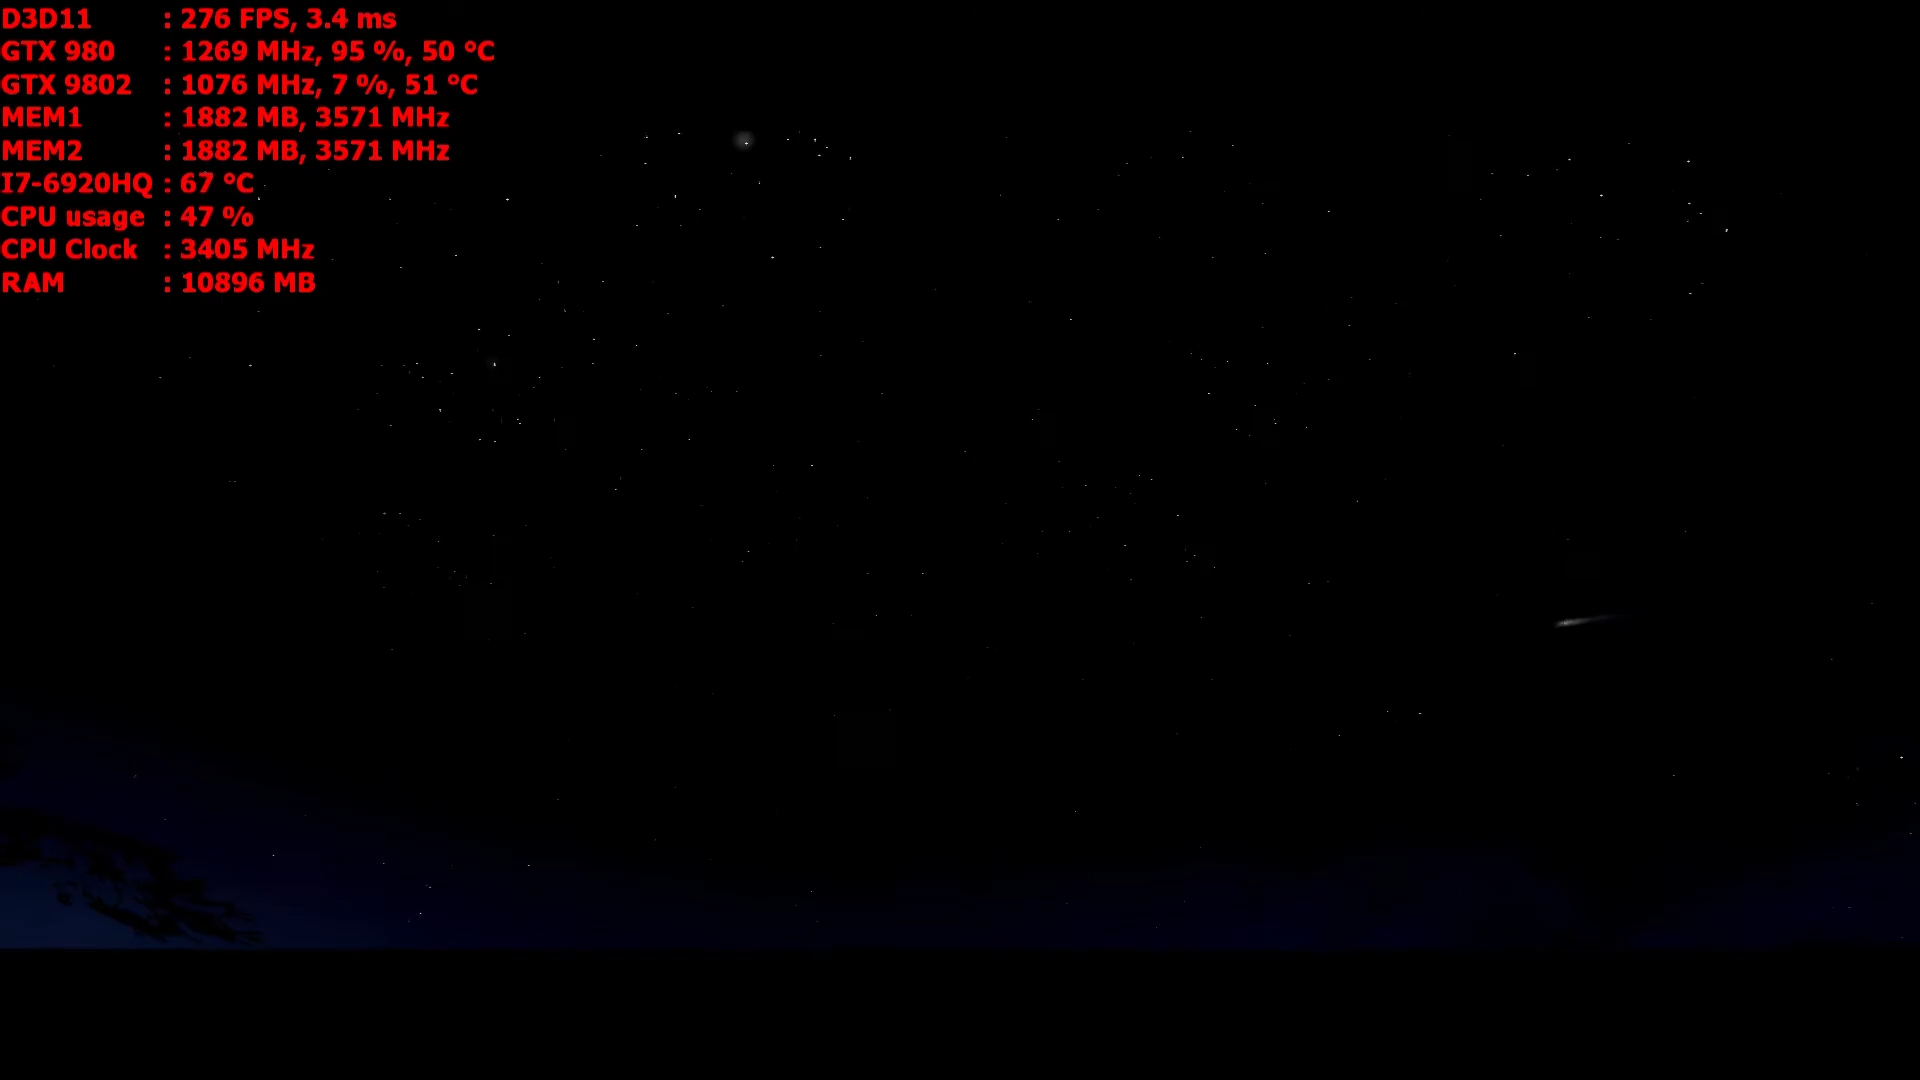 D3D11 : 276 FPS, 3.4 ms
GTX 980 : 1269 MHz, 95 %, 50 °C
GTX 9802 : 1076 MHz, 7 %, 51 °C
MEM1 : 1882 MB, 3571 MHz
MEM2 : 1882 MB, 3571 MHz
I7-6920HQ : 67 °C
CPU usage : 47 %
CPU Clock : 3405 MHz
RAM : 10896 MB